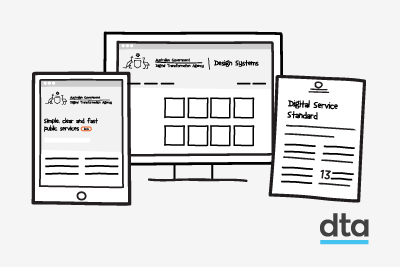 Australian Government
Digital Transformation Agency
Design Systems
Australian Government
Digital Transformation Agency
Simple, clear and fast
public services
Digital Service
Standard
13
dta